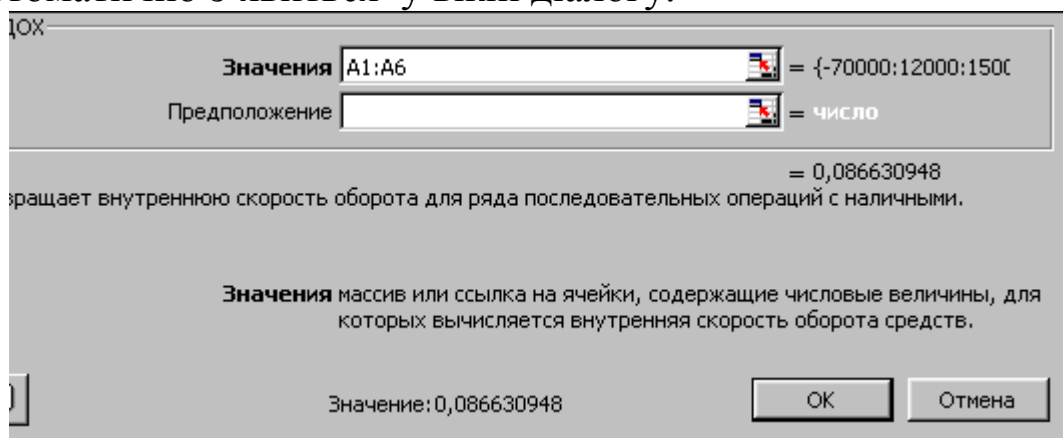 у вікні діалогу.
ДОХ
Значения A1:A6 = {-70000:12000:1500
Предположение = число
= 0,086630948
вращает внутреннюю скорость оборота для ряда последовательных операций с наличными.
Значения массив или ссылка на ячейки, содержащие числовые величины, для
которых вычисляется внутренняя скорость оборота средств.
Значение:0,086630948 OK Отмена